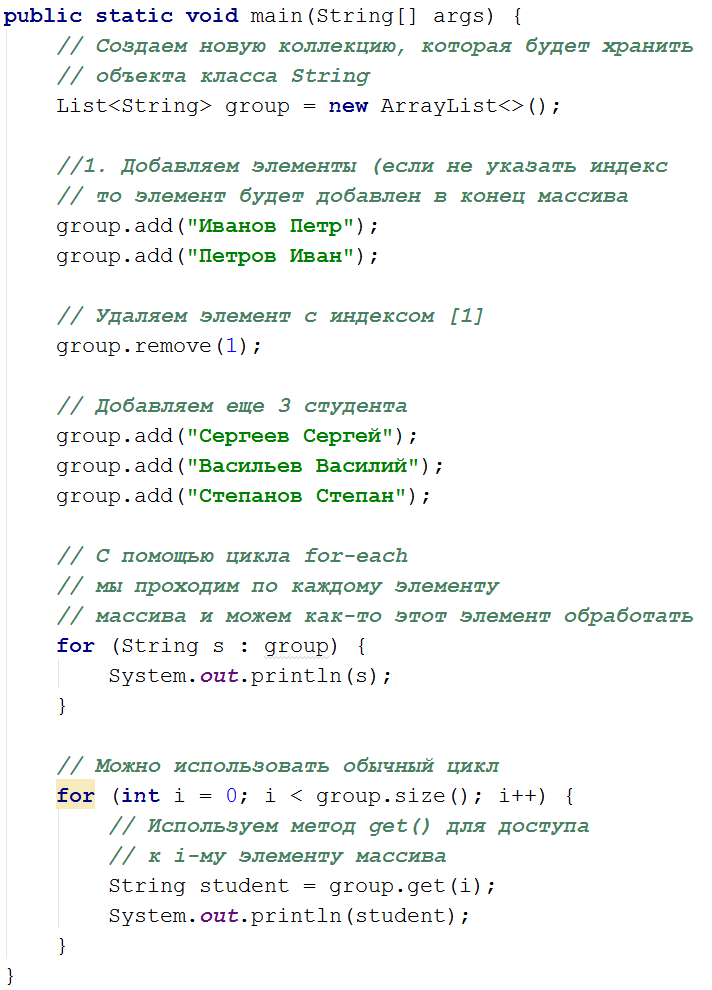 public static void main(String[] args) {
// Создаем новую коллекцию, которая будет хранить
// объекта класса String
List<String> group = new ArrayList<>();
//1. Добавляем элементы (если не указать индекс
// то элемент будет добавлен в конец массива
group.add("Иванов Петр");
group.add("Петров Иван");
// Удаляем элемент с индексом [1]
group.remove(1);
// Добавляем еще 3 студента
group.add("Сергеев Сергей");
group.add("Васильев Василий");
group.add("Степанов Степан");
// С помощью цикла for-each
// мы проходим по каждому элементу
// массива и можем как-то этот элемент обработать
for (String s : group) {
System.out.println(s);
}
// Можно использовать обычный цикл
for (int i = 0; i < group.size(); i++) {
// Используем метод get() для доступа
// к i-му элементу массива
String student = group.get(i);
System.out.println(student);
}
}